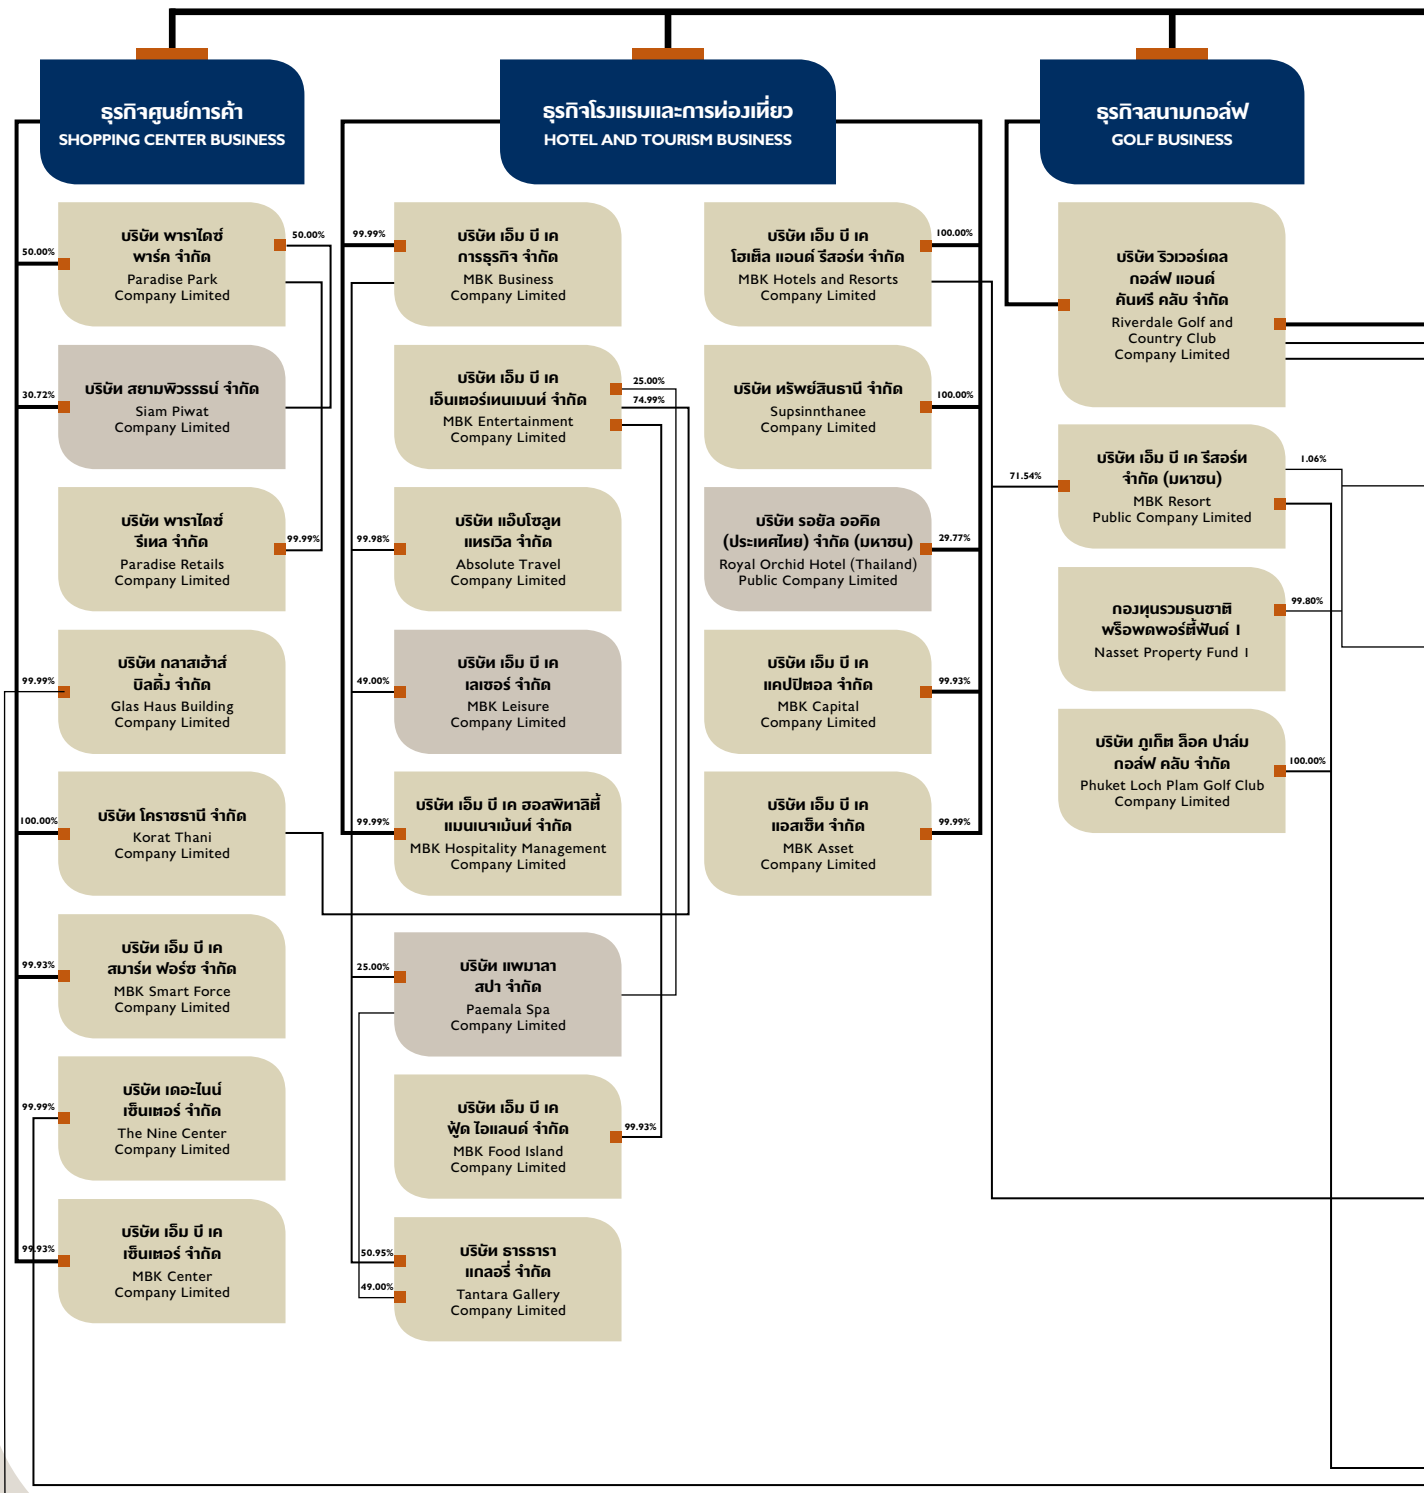 ธุรกิจศูนย์การค้า
SHOPPING CENTER BUSINESS
50.00%
บริษัท พาราไดซ์
พาร์ค จำกัด
Paradise Park
Company Limited
50.00%
30.72%
บริษัท สยามพิวรรธน์ จำกัด
Siam Piwat
Company Limited
บริษัท พาราไดซ์
รีเทล จำกัด
Paradise Retails
Company Limited
99.99%
99.99%
บริษัท กลาสเฮ้าส์
บิลดิ้ง จำกัด
Glas Haus Building
Company Limited
100.00%
บริษัท โคราชธานี จำกัด
Korat Thani
Company Limited
99.93%
บริษัท เอ็ม บี เค
สมาร์ท ฟอร์ซ จำกัด
MBK Smart Force
Company Limited
99.99%
บริษัท เดอะไนน์
เซ็นเตอร์ จำกัด
The Nine Center
Company Limited
99.93%
บริษัท เอ็ม บี เค
เซ็นเตอร์ จำกัด
MBK Center
Company Limited
ธุรกิจโรงแรมและการท่องเที่ยว
HOTEL AND TOURISM BUSINESS
99.99%
บริษัท เอ็ม บี เค
การธุรกิจ จำกัด
MBK Business
Company Limited
บริษัท เอ็ม บี เค
เอ็นเตอร์เทนเมนท์ จำกัด
MBK Entertainment
Company Limited
25.00%
74.99%
99.98%
บริษัท แอ๊บโซลูท
แทรเวิล จำกัด
Absolute Travel
Company Limited
49.00%
บริษัท เอ็ม บี เค
เลเซอร์ จำกัด
MBK Leisure
Company Limited
99.99%
บริษัท เอ็ม บี เค ฮอสพิทาลิตี้
แมนเนจเม้นท์ จำกัด
MBK Hospitality Management
Company Limited
25.00%
บริษัท แพมาลา
สปา จำกัด
Paemala Spa
Company Limited
บริษัท เอ็ม บี เค
ฟู้ด ไอแลนด์ จำกัด
MBK Food Island
Company Limited
99.93%
50.95%
49.00%
บริษัท ธารธารา
แกลอรี่ จำกัด
Tantara Gallery
Company Limited
บริษัท เอ็ม บี เค
โฮเต็ล แอนด์ รีสอร์ท จำกัด
MBK Hotels and Resorts
Company Limited
100.00%
บริษัท ทรัพย์สินธานี จำกัด
Supsinnthanee
Company Limited
100.00%
บริษัท รอยัล ออคิด
(ประเทศไทย) จำกัด (มหาชน)
Royal Orchid Hotel (Thailand)
Public Company Limited
29.77%
บริษัท เอ็ม บี เค
แคปปิตอล จำกัด
MBK Capital
Company Limited
99.93%
บริษัท เอ็ม บี เค
แอสเซ็ท จำกัด
MBK Asset
Company Limited
99.99%
ธุรกิจสนามกอล์ฟ
GOLF BUSINESS
บริษัท ริวเวอร์เดล
กอล์ฟ แอนด์
คันทรี คลับ จำกัด
Riverdale Golf and
Country Club
Company Limited
71.54%
บริษัท เอ็ม บี เค รีสอร์ท
จำกัด (มหาชน)
MBK Resort
Public Company Limited
1.06%
กองทุนรวมธนชาติ
พร็อพดพอร์ตี้ฟันด์ 1
Nasset Property Fund 1
99.80%
บริษัท ภูเก็ต ล็อค ปาล์ม
กอล์ฟ คลับ จำกัด
Phuket Loch Plam Golf Club
Company Limited
100.00%